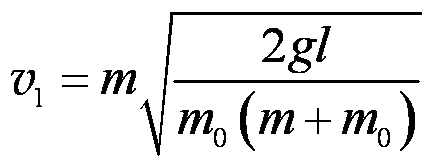 v₁ = m√(2gl / (m₀(m + m₀)))